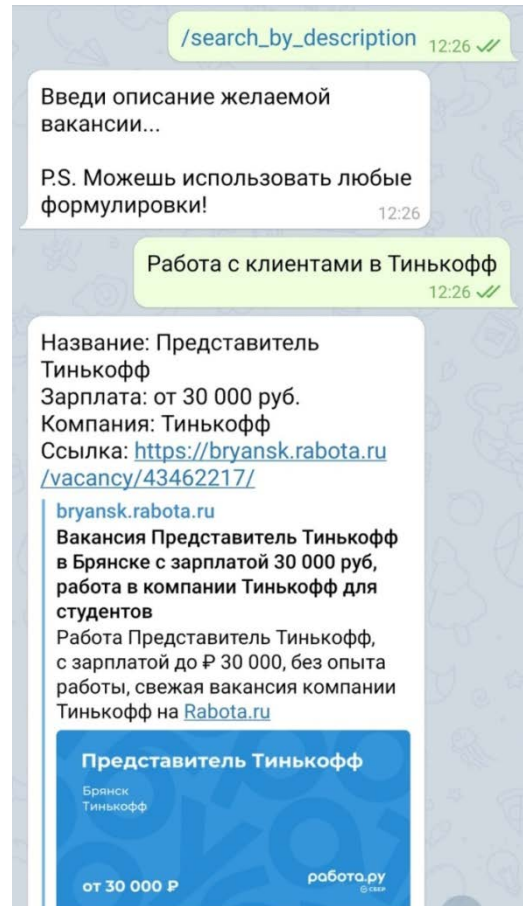 /search_by_description 12:26
Введи описание желаемой
вакансии...
P.S. Можешь использовать любые
формулировки! 12:26
Работа с клиентами в Тинькофф
12:26
Название: Представитель
Тинькофф
Зарплата: от 30 000 руб.
Компания: Тинькофф
Ссылка: https://bryansk.rabota.ru
/vacancy/43462217/
bryansk.rabota.ru
Вакансия Представитель Тинькофф
в Брянске с зарплатой 30 000 руб,
работа в компании Тинькофф для
студентов
Работа Представитель Тинькофф,
с зарплатой до ₽ 30 000, без опыта
работы, свежая вакансия компании
Тинькофф на Rabota.ru
Представитель Тинькофф
Брянск
Тинькофф
от 30 000 ₽
работа.ру
СБЕР